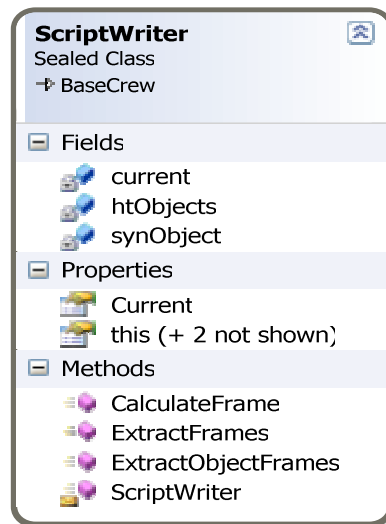 ScriptWriter
Sealed Class
BaseCrew
Fields
current
htObjects
synObject
Properties
Current
this (+ 2 not shown)
Methods
CalculateFrame
ExtractFrames
ExtractObjectFrames
ScriptWriter